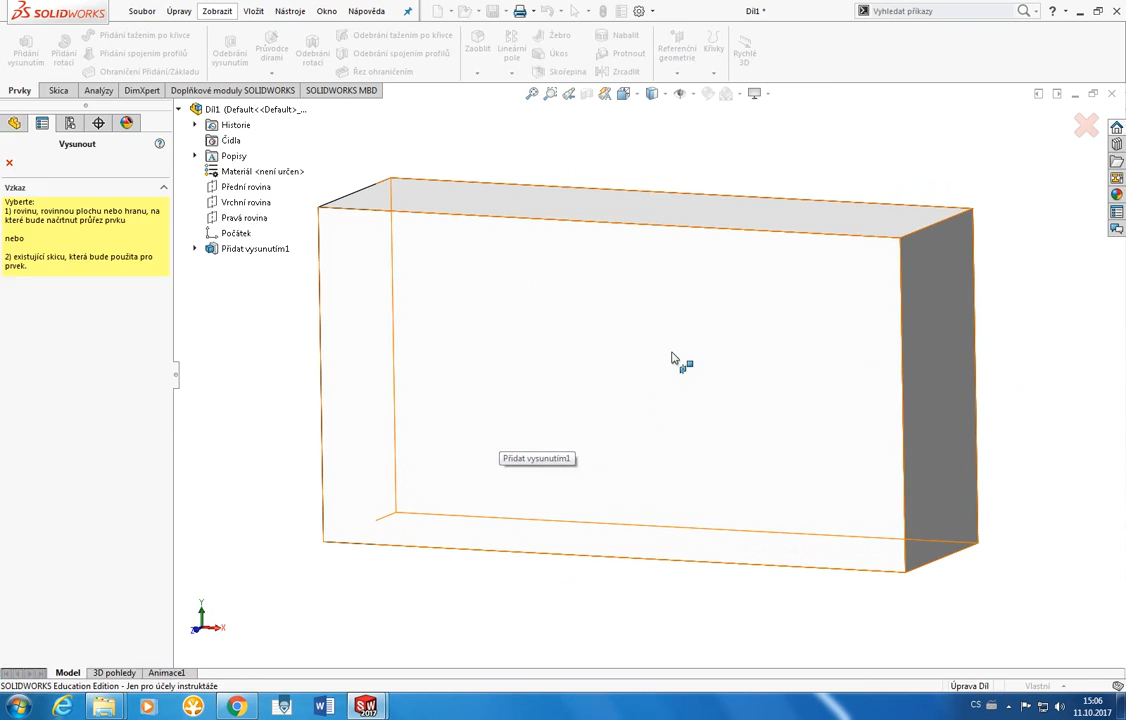 SOLIDWORKS
Soubor
Úpravy
Zobrazit
Vložit
Nástroje
Okno
Nápověda
Díl1 *
Vyhledat příkazy
Přidání vysunutím
Přidání rotací
Přidání tažením po křivce
Přidání spojením profilů
Ohraničení Přidání/Základu
Odebrání vysunutím
Průvodce dírami
Odebrání rotací
Odebrání tažením po křivce
Odebrání spojením profilů
Řez ohraničením
Zaoblit
Lineární pole
Žebro
Úkos
Skořepina
Nabalit
Protnout
Zrcadlit
Referenční geometrie
Křivky
Rychlé 3D
Prvky
Skica
Analýzy
DimXpert
Doplňkové moduly SOLIDWORKS
SOLIDWORKS MBD
Vysunout
Vzkaz
Vyberte:
1) rovinu, rovinnou plochu nebo hranu, na
které bude načrtnut průřez prvku
nebo
2) existující skicu, která bude použita pro
prvek.
Díl1 (Default<<Default>_...
Historie
Čidla
Popisy
Materiál <není určen>
Přední rovina
Vrchní rovina
Pravá rovina
Počátek
Přidat vysunutím1
Přidat vysunutím1
Y
X
Z
Model
3D pohledy
Animace1
SOLIDWORKS Education Edition - Jen pro účely instruktáže
Úprava Díl
Vlastní
W
SW
2017
CS
15:06
11.10.2017